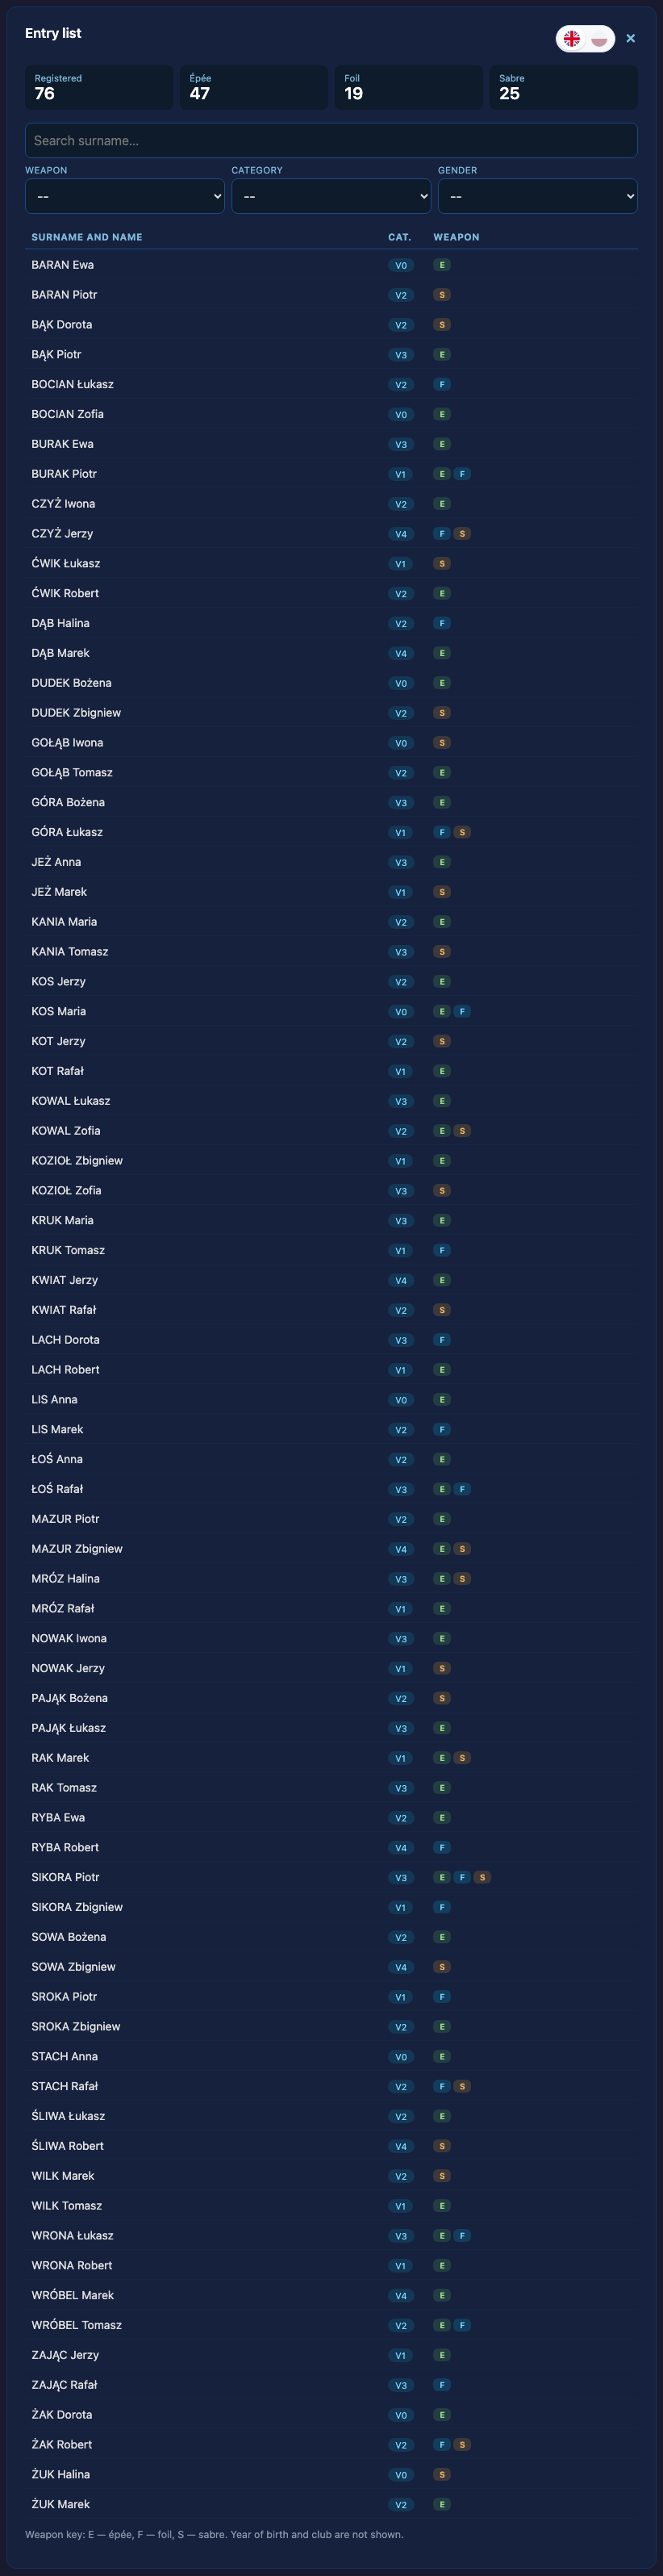 Entry list
✕
Registered Épée Foil Sabre
76 47 19 25
Search surname...
WEAPON CATEGORY GENDER
-- -- --
SURNAME AND NAME CAT. WEAPON
BARAN Ewa V0 E
BARAN Piotr V2 S
BĄK Dorota V2 S
BĄK Piotr V3 E
BOCIAN Łukasz V2 F
BOCIAN Zofia V0 E
BURAK Ewa V3 E
BURAK Piotr V1 E F
CZYŻ Iwona V2 E
CZYŻ Jerzy V4 F S
ĆWIK Łukasz V1 S
ĆWIK Robert V2 E
DĄB Halina V2 F
DĄB Marek V4 E
DUDEK Bożena V0 E
DUDEK Zbigniew V2 S
GOŁĄB Iwona V0 S
GOŁĄB Tomasz V2 E
GÓRA Bożena V3 E
GÓRA Łukasz V1 F S
JEŻ Anna V3 E
JEŻ Marek V1 S
KANIA Maria V2 E
KANIA Tomasz V3 S
KOS Jerzy V2 E
KOS Maria V0 E F
KOT Jerzy V2 S
KOT Rafał V1 E
KOWAL Łukasz V3 E
KOWAL Zofia V2 E S
KOZIOŁ Zbigniew V1 E
KOZIOŁ Zofia V3 S
KRUK Maria V3 E
KRUK Tomasz V1 F
KWIAT Jerzy V4 E
KWIAT Rafał V2 S
LACH Dorota V3 F
LACH Robert V1 E
LIS Anna V0 E
LIS Marek V2 F
ŁOŚ Anna V2 E
ŁOŚ Rafał V3 E F
MAZUR Piotr V2 E
MAZUR Zbigniew V4 E S
MRÓZ Halina V3 E S
MRÓZ Rafał V1 E
NOWAK Iwona V3 E
NOWAK Jerzy V1 S
PAJĄK Bożena V2 S
PAJĄK Łukasz V3 E
RAK Marek V1 E S
RAK Tomasz V3 E
RYBA Ewa V2 E
RYBA Robert V4 F
SIKORA Piotr V3 E F S
SIKORA Zbigniew V1 F
SOWA Bożena V2 E
SOWA Zbigniew V4 S
SROKA Piotr V1 F
SROKA Zbigniew V2 E
STACH Anna V0 E
STACH Rafał V2 F S
ŚLIWA Łukasz V2 E
ŚLIWA Robert V4 S
WILK Marek V2 S
WILK Tomasz V1 E
WRONA Łukasz V3 E F
WRONA Robert V1 E
WRÓBEL Marek V4 E
WRÓBEL Tomasz V2 E F
ZAJĄC Jerzy V1 E
ZAJĄC Rafał V3 F
ŻAK Dorota V0 E
ŻAK Robert V2 F S
ŻUK Halina V0 S
ŻUK Marek V2 E
Weapon key: E — épée, F — foil, S — sabre. Year of birth and club are not shown.